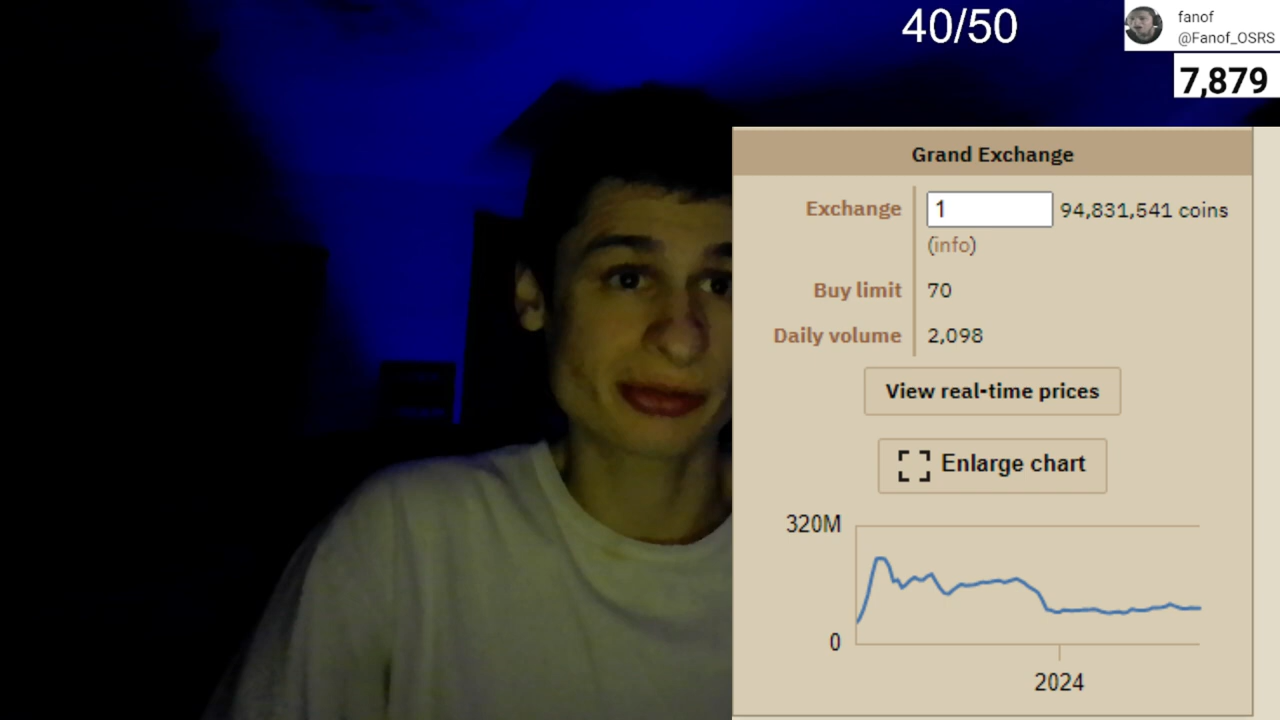 40/50
fanof
@Fanof_OSRS
7,879
Grand Exchange
Exchange 1 94,831,541 coins
(info)
Buy limit 70
Daily volume 2,098
View real-time prices
Enlarge chart
320M
0
2024